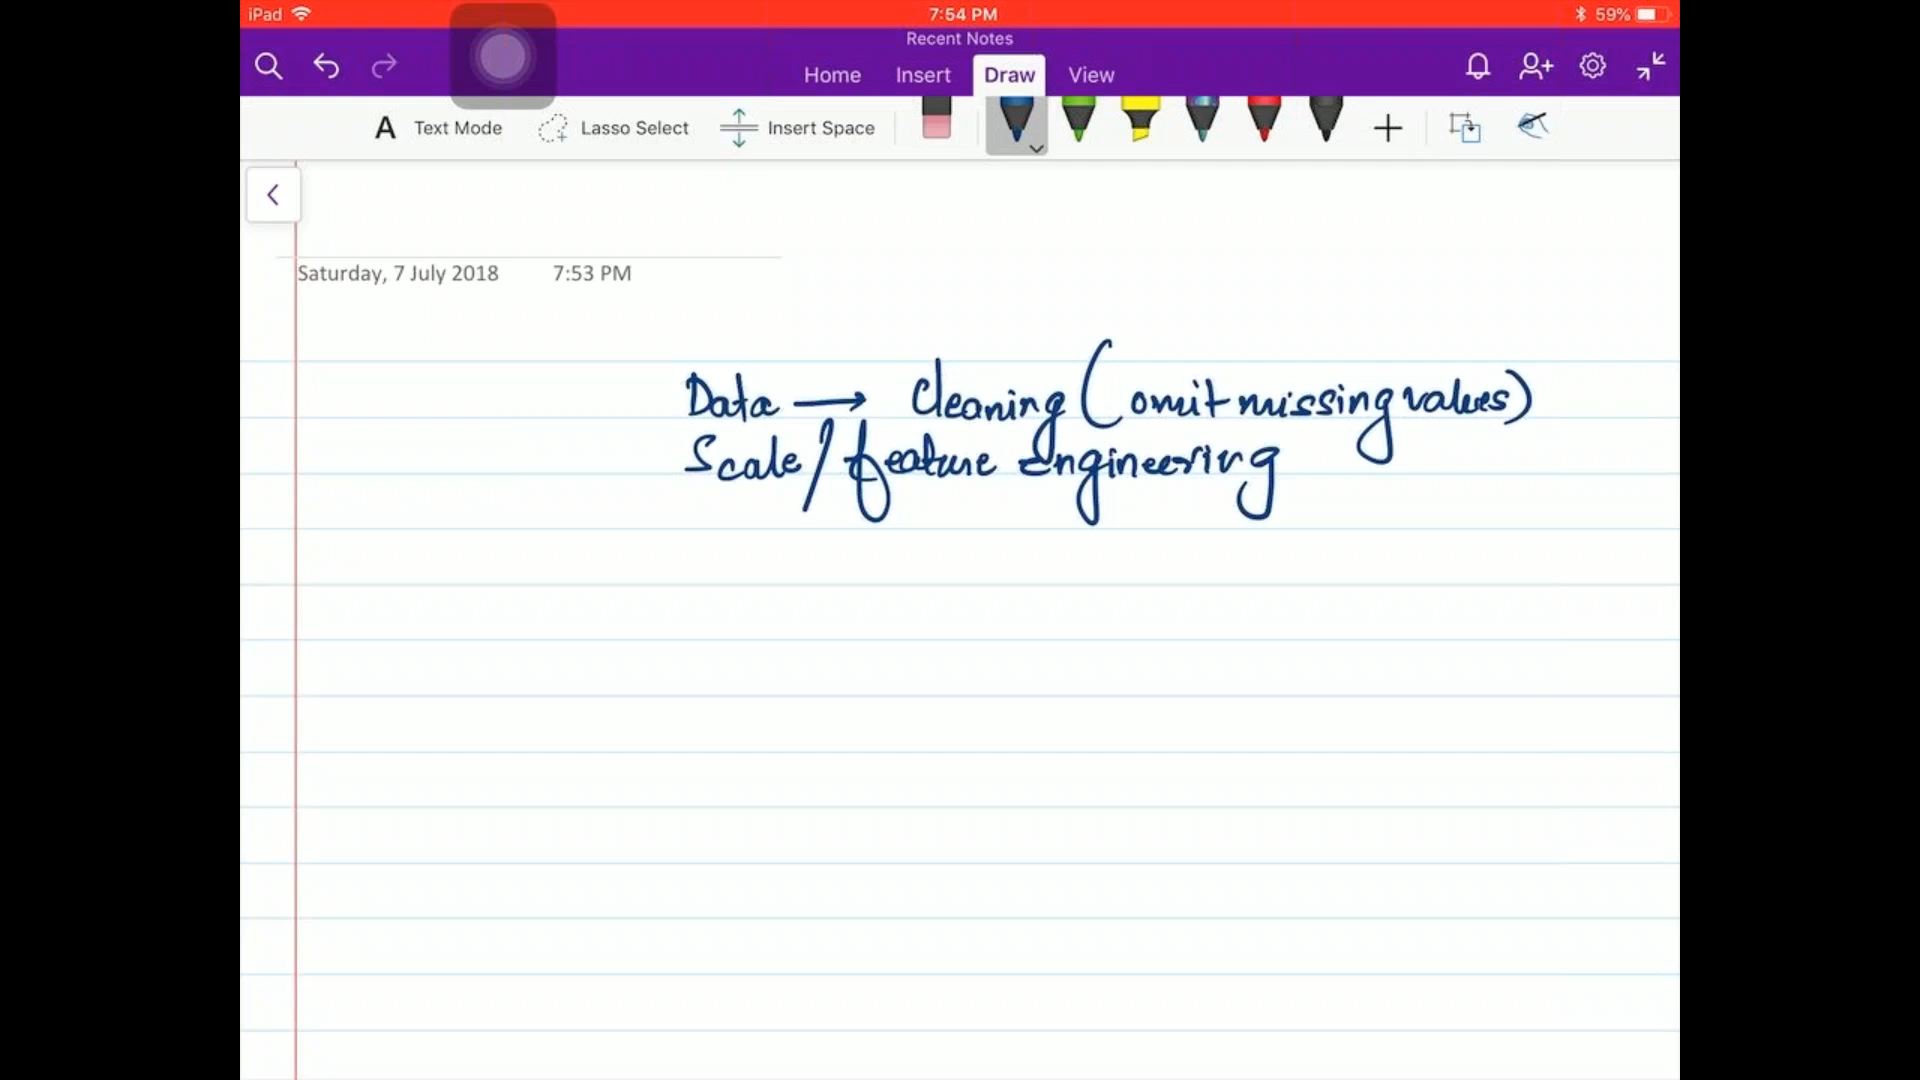 iPad 7:54 PM 59%
Recent Notes
Home Insert Draw View
A Text Mode Lasso Select Insert Space
Saturday, 7 July 2018 7:53 PM
Data → Cleaning (omit missing values)
Scale/feature engineering